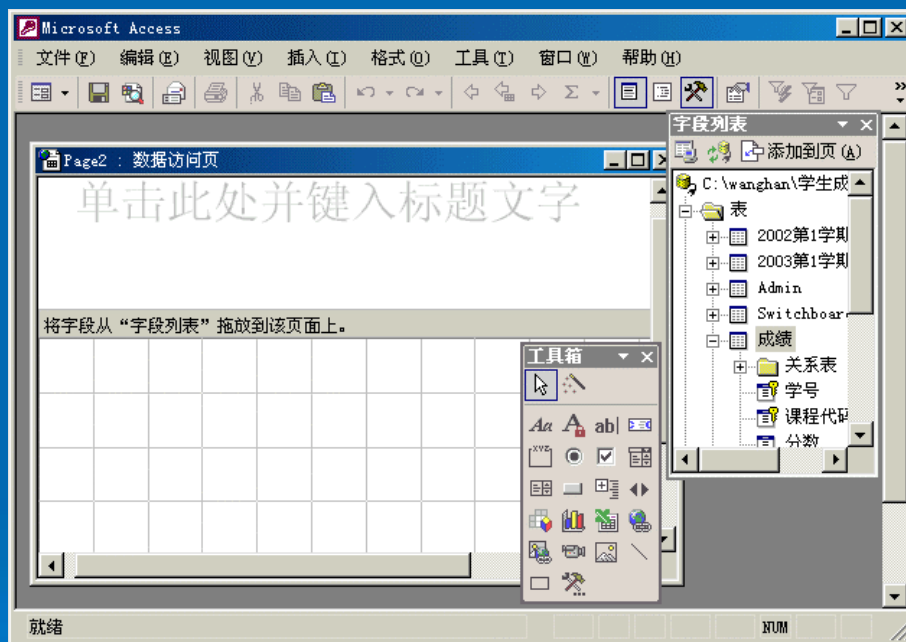 Microsoft Access
文件(F) 编辑(E) 视图(V) 插入(I) 格式(O) 工具(T) 窗口(W) 帮助(H)
字段列表
添加到页(A)
Page2 : 数据访问页
C:\wanghan\学生成
单击此处并键入标题文字
表
2002第1学期
2003第1学期
Admin
Switchboar
将字段从“字段列表”拖放到该页面上。
成绩
工具箱
关系表
学号
课程代码
分数
Aa A ab|
XYZ
就绪
NUM